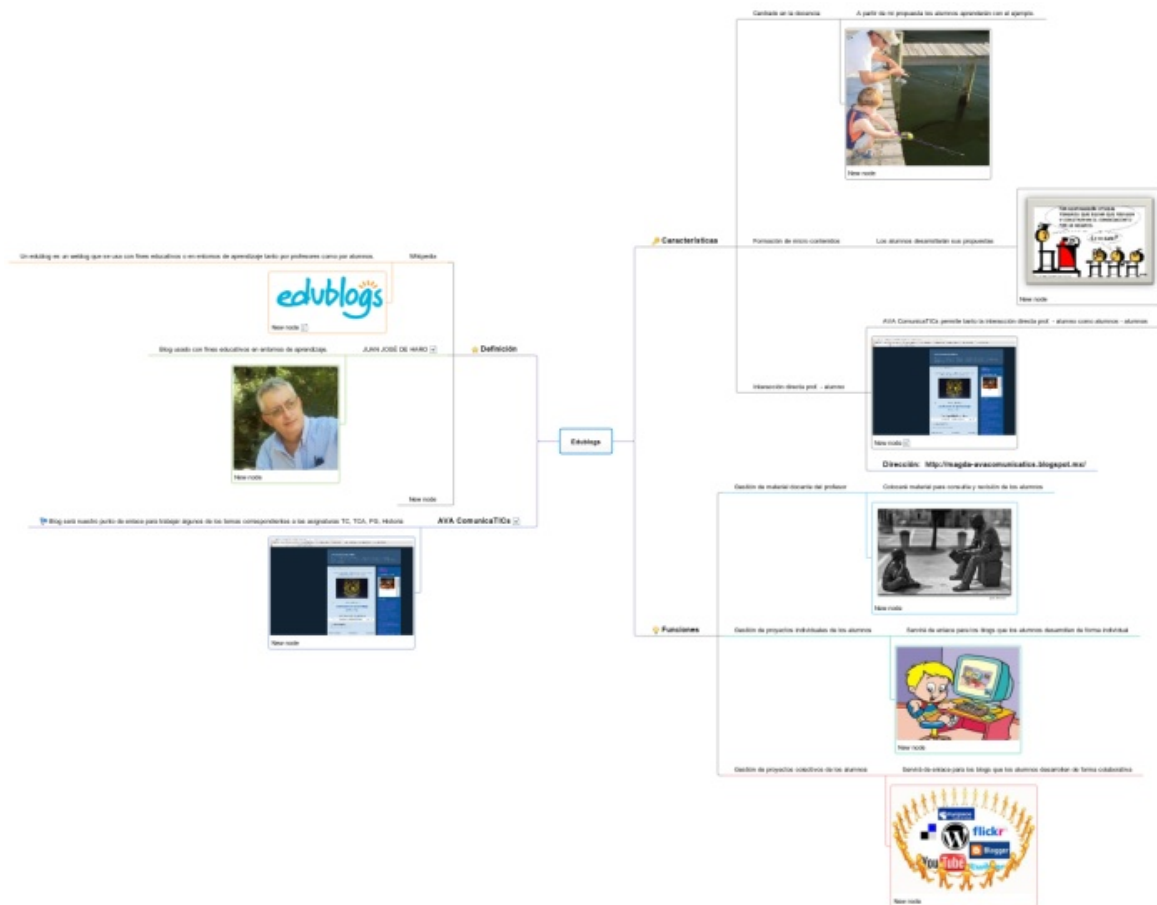 Edublogs
Definición
Wikipedia
Un edublog es un weblog que se usa con fines educativos o en entornos de aprendizaje tanto por profesores como por alumnos.
edublogs
New node
JUAN JOSÉ DE HARO
Blog usado con fines educativos en entornos de aprendizaje.
New node
New node
AVA ComunicaTICs
Blog será nuestro punto de enlace para trabajar algunos de los temas correspondientes a las asignaturas TC, TCA, PG, Historia
New node
Características
Centrado en la docencia
A partir de mi propuesta los alumnos aprenderán con el ejemplo
New node
Formación de micro contenidos
Los alumnos desarrollarán sus propuestas
New node
Interacción directa prof. - alumno
AVA ComunicaTICs permite tanto la interacción directa prof. - alumno como alumnos - alumnos
New node
Dirección: http://magda-avacomunicatics.blogspot.mx/
Funciones
Gestión de material docente del profesor
Colocaré material para consulta y revisión de los alumnos
New node
Gestión de proyectos individuales de los alumnos
Servirá de enlace para los blogs que los alumnos desarrollen de forma individual
New node
Gestión de proyectos colectivos de los alumnos
Servirá de enlace para los blogs que los alumnos desarrollen de forma colaborativa
flickr
Blogger
YouTube
New node